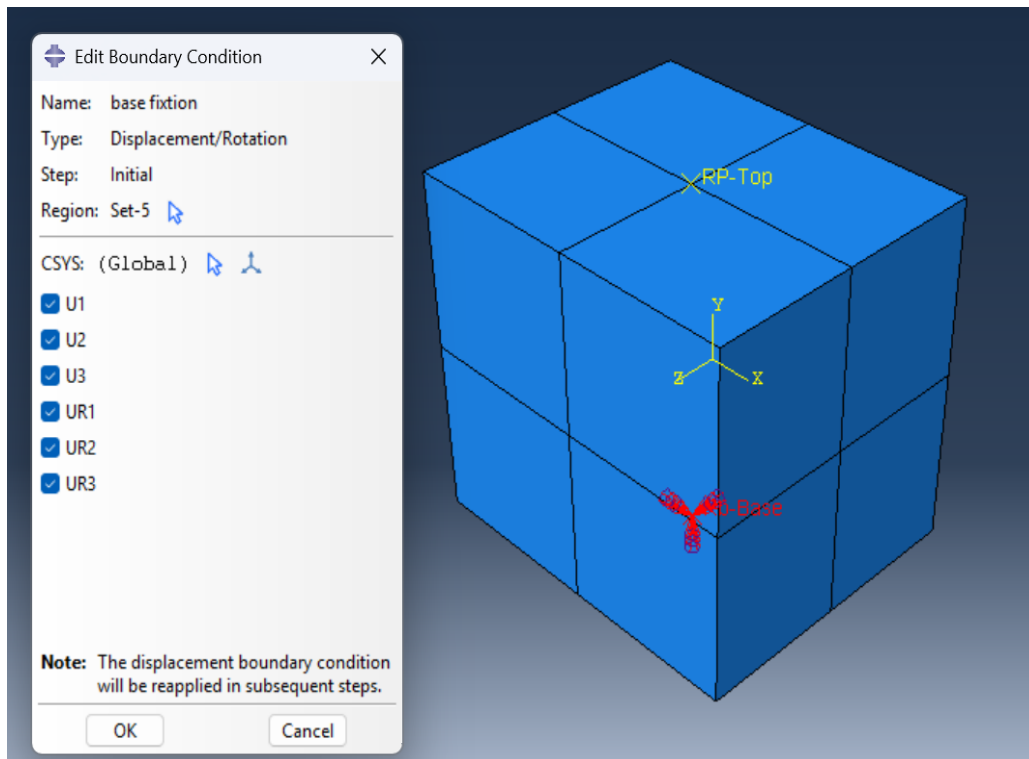 Edit Boundary Condition
Name: base fixtion
Type: Displacement/Rotation
Step: Initial
Region: Set-5
CSYS: (Global)
U1
U2
U3
UR1
UR2
UR3
Note: The displacement boundary condition
will be reapplied in subsequent steps.
OK Cancel
RP-Top
Y
Z X
-Base